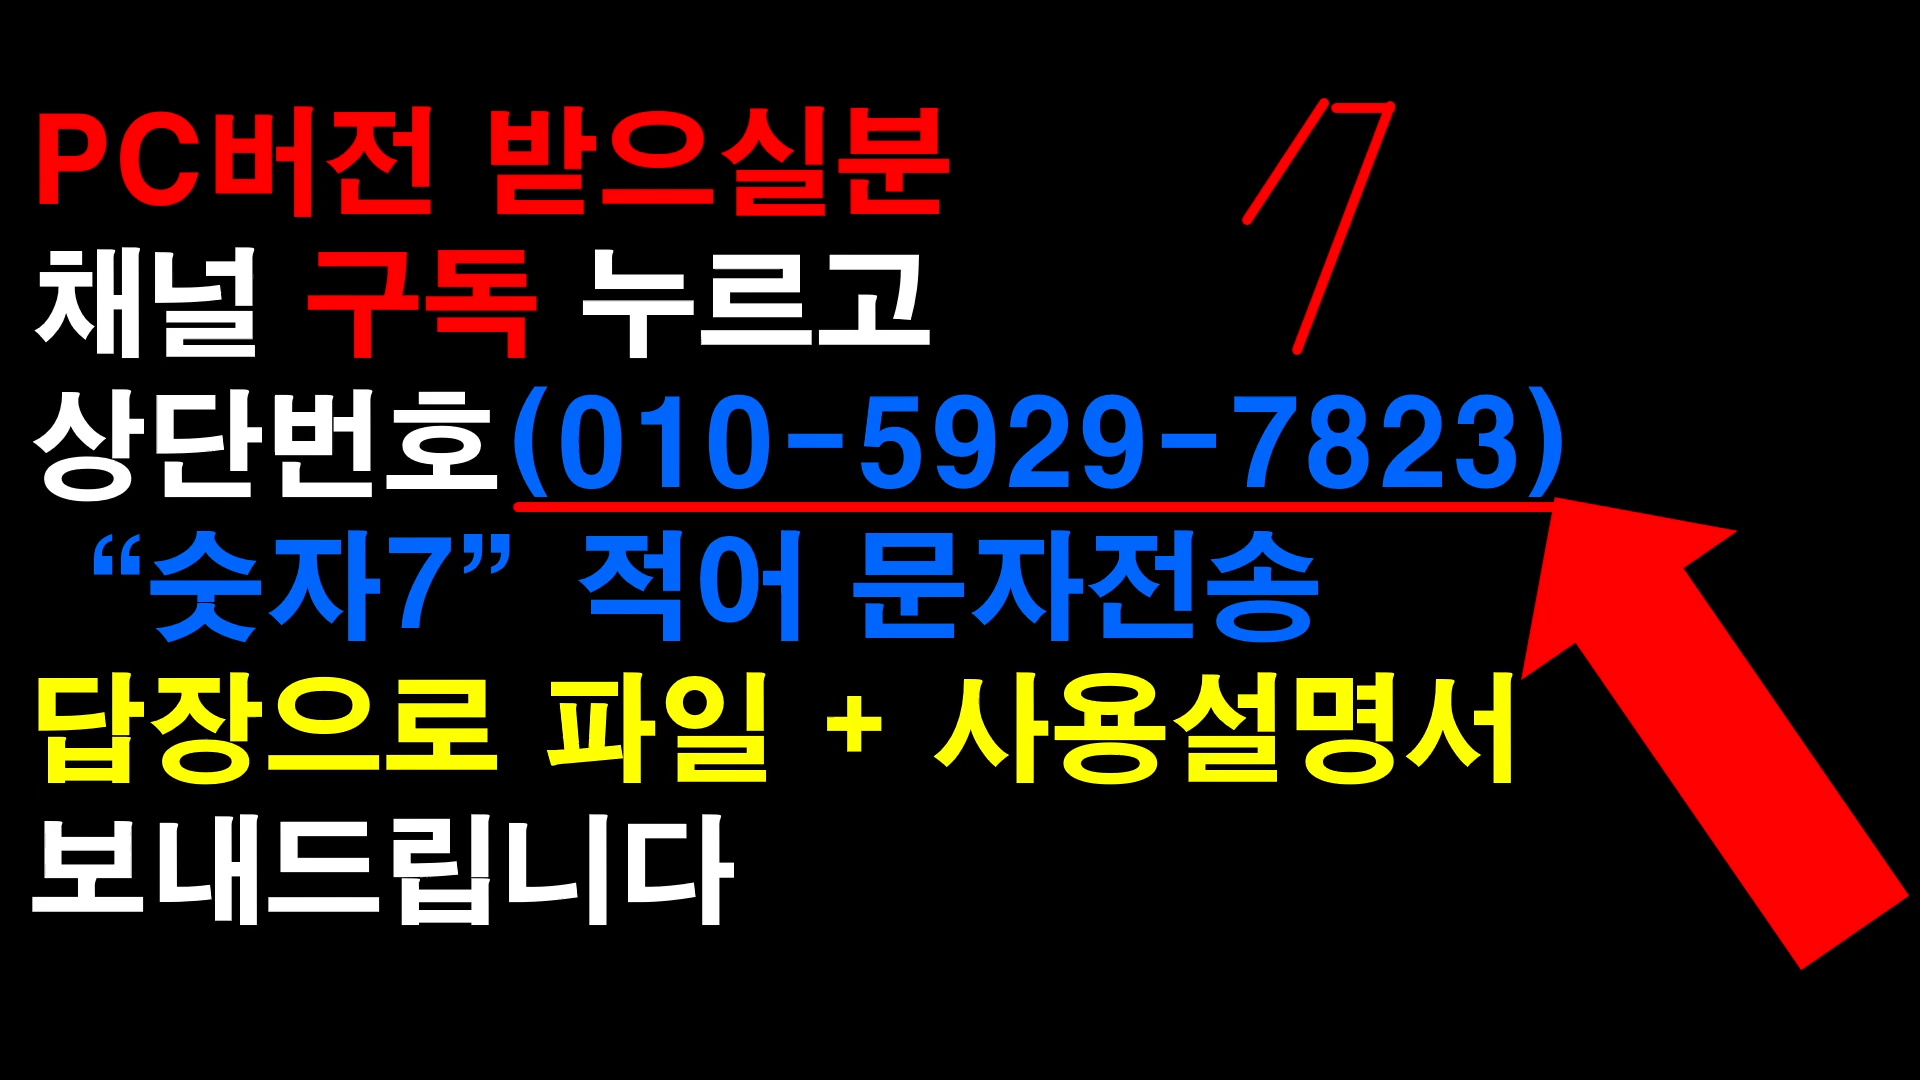 PC버전 받으실분
채널 구독 누르고
상단번호(010-5929-7823)
“숫자7” 적어 문자전송
답장으로 파일 + 사용설명서
보내드립니다
7